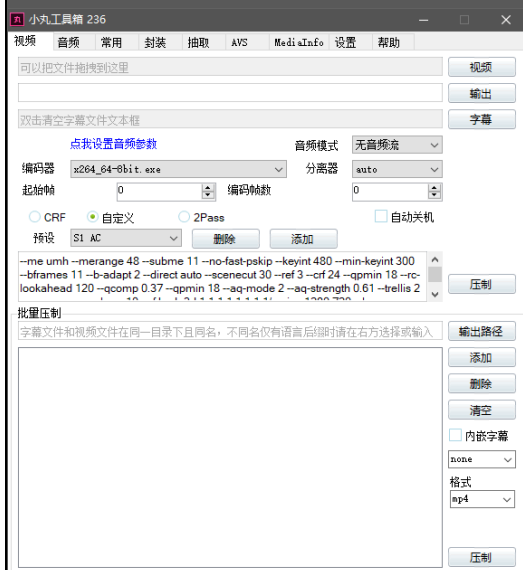 小丸工具箱 236
视频 音频 常用 封装 抽取 AVS MediaInfo 设置 帮助
可以把文件拖拽到这里 视频
输出
双击清空字幕文件文本框 字幕
点我设置音频参数 音频模式 无音频流
编码器 x264_64-8bit.exe 分离器 auto
起始帧 0 编码帧数 0
CRF 自定义 2Pass 自动关机
预设 S1 AC 删除 添加
--me umh --merange 48 --subme 11 --no-fast-pskip --keyint 480 --min-keyint 300
--bframes 11 --b-adapt 2 --direct auto --scenecut 30 --ref 3 --crf 24 --qpmin 18 --rc-
lookahead 120 --qcomp 0.37 --qpmin 18 --aq-mode 2 --aq-strength 0.61 --trellis 2
压制
批量压制
字幕文件和视频文件在同一目录下且同名，不同名仅有语言后缀时请在右方选择或输入 输出路径
添加
删除
清空
内嵌字幕
none
格式
mp4
压制